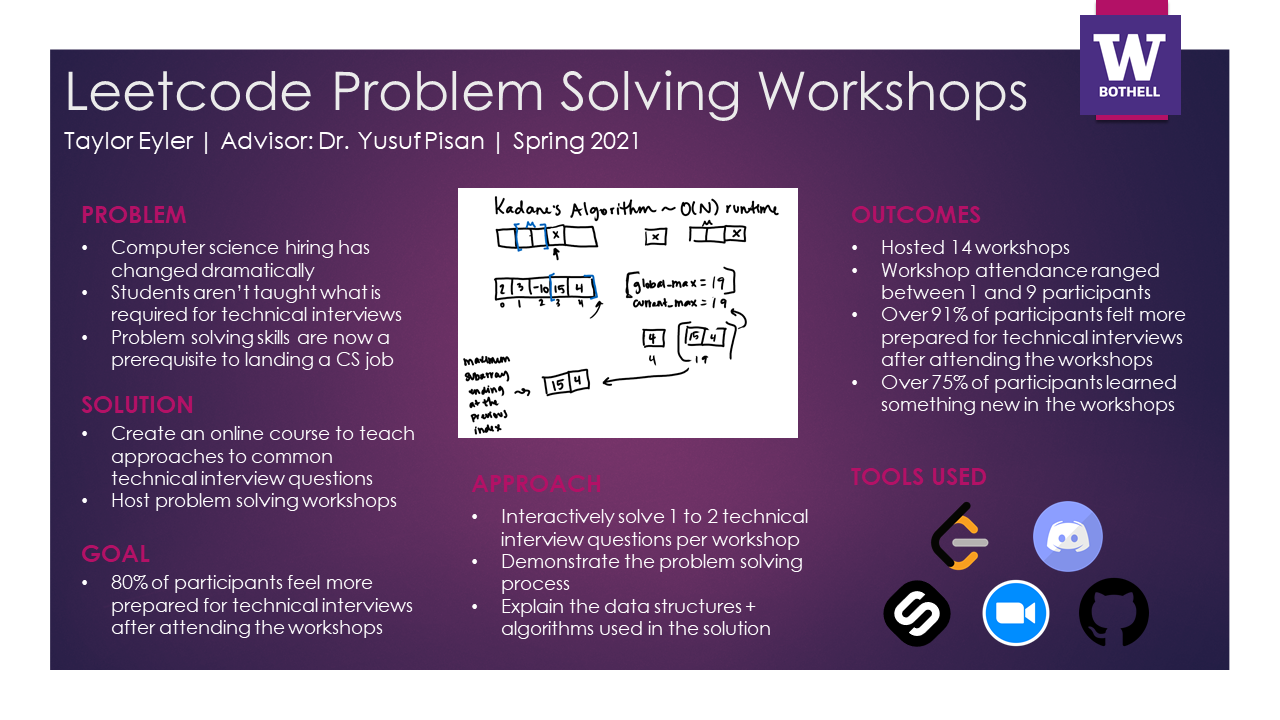 Leetcode Problem Solving Workshops
Taylor Eyler | Advisor: Dr. Yusuf Pisan | Spring 2021
W
BOTHELL
PROBLEM
• Computer science hiring has
changed dramatically
• Students aren't taught what is
required for technical interviews
• Problem solving skills are now a
prerequisite to landing a CS job
SOLUTION
• Create an online course to teach
approaches to common
technical interview questions
• Host problem solving workshops
GOAL
• 80% of participants feel more
prepared for technical interviews
after attending the workshops
Kadane's Algorithm ~ O(N) runtime
M
x
x
M
x
2 3 -10 15 4
0 1 2 3 4
global_max = 19
current_max = 19
4
15 4
4
19
maximum
subarray
ending
at the
previous
index
15 4
APPROACH
• Interactively solve 1 to 2 technical
interview questions per workshop
• Demonstrate the problem solving
process
• Explain the data structures +
algorithms used in the solution
OUTCOMES
• Hosted 14 workshops
• Workshop attendance ranged
between 1 and 9 participants
• Over 91% of participants felt more
prepared for technical interviews
after attending the workshops
• Over 75% of participants learned
something new in the workshops
TOOLS USED